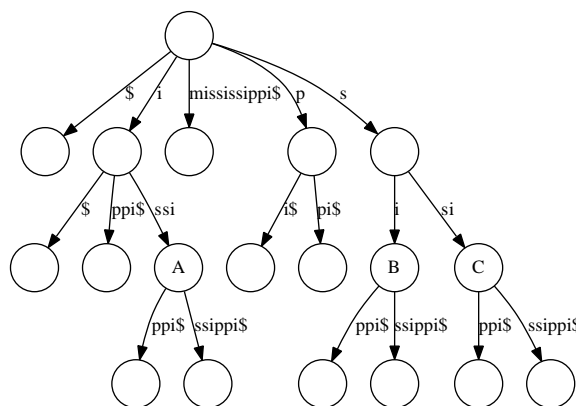 $ i mississippi$ p s
$ ppi$ ssi i$ pi$ i si
A B C
ppi$ ssippi$ ppi$ ssippi$ ppi$ ssippi$